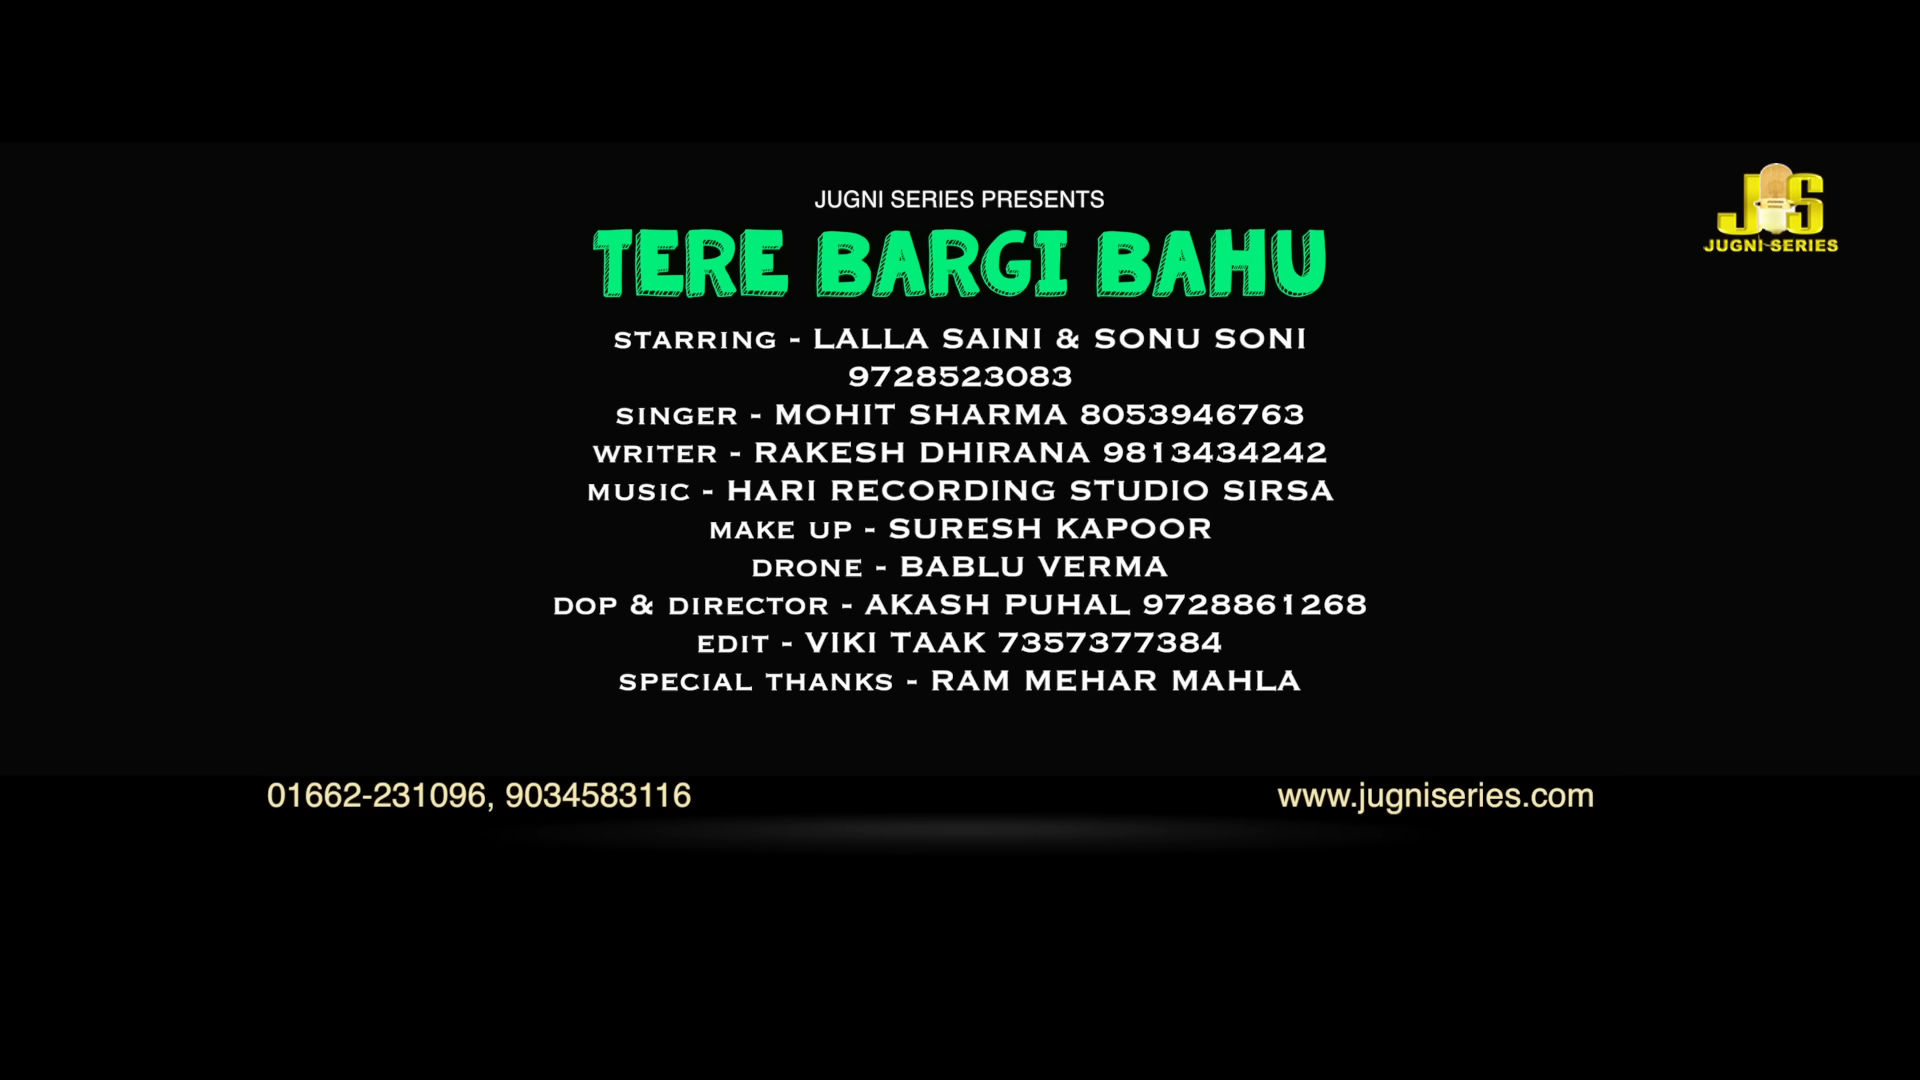 JUGNI SERIES PRESENTS
JS
JUGNI SERIES
TERE BARGI BAHU
STARRING - LALLA SAINI & SONU SONI
9728523083
SINGER - MOHIT SHARMA 8053946763
WRITER - RAKESH DHIRANA 9813434242
MUSIC - HARI RECORDING STUDIO SIRSA
MAKE UP - SURESH KAPOOR
DRONE - BABLU VERMA
DOP & DIRECTOR - AKASH PUHAL 9728861268
EDIT - VIKI TAAK 7357377384
SPECIAL THANKS - RAM MEHAR MAHLA
01662-231096, 9034583116
www.jugniseries.com